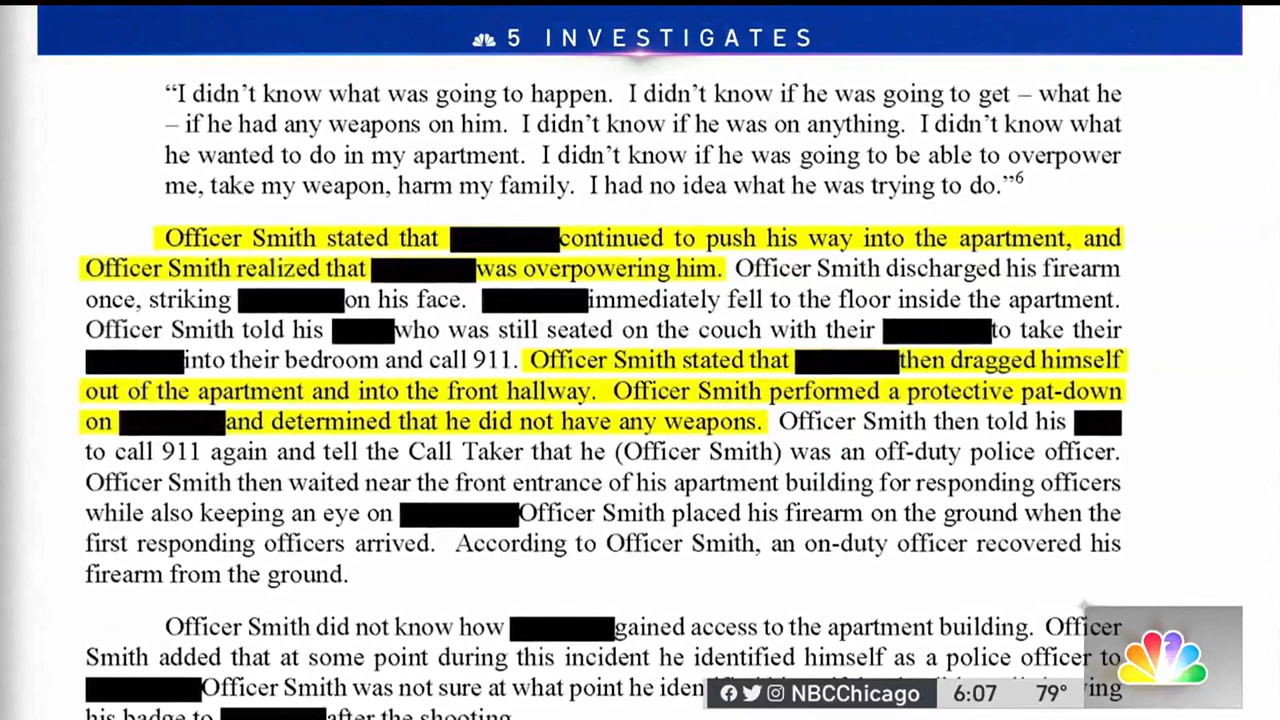 5 INVESTIGATES
“I didn’t know what was going to happen. I didn’t know if he was going to get – what he
– if he had any weapons on him. I didn’t know if he was on anything. I didn’t know what
he wanted to do in my apartment. I didn’t know if he was going to be able to overpower
me, take my weapon, harm my family. I had no idea what he was trying to do.”6
Officer Smith stated that continued to push his way into the apartment, and
Officer Smith realized that was overpowering him. Officer Smith discharged his firearm
once, striking on his face. immediately fell to the floor inside the apartment.
Officer Smith told his who was still seated on the couch with their to take their
into their bedroom and call 911. Officer Smith stated that then dragged himself
out of the apartment and into the front hallway. Officer Smith performed a protective pat-down
on and determined that he did not have any weapons. Officer Smith then told his
to call 911 again and tell the Call Taker that he (Officer Smith) was an off-duty police officer.
Officer Smith then waited near the front entrance of his apartment building for responding officers
while also keeping an eye on Officer Smith placed his firearm on the ground when the
first responding officers arrived. According to Officer Smith, an on-duty officer recovered his
firearm from the ground.
Officer Smith did not know how gained access to the apartment building. Officer
Smith added that at some point during this incident he identified himself as a police officer to
Officer Smith was not sure at what point he
his badge to after the shooting.
NBCChicago 6:07 79°